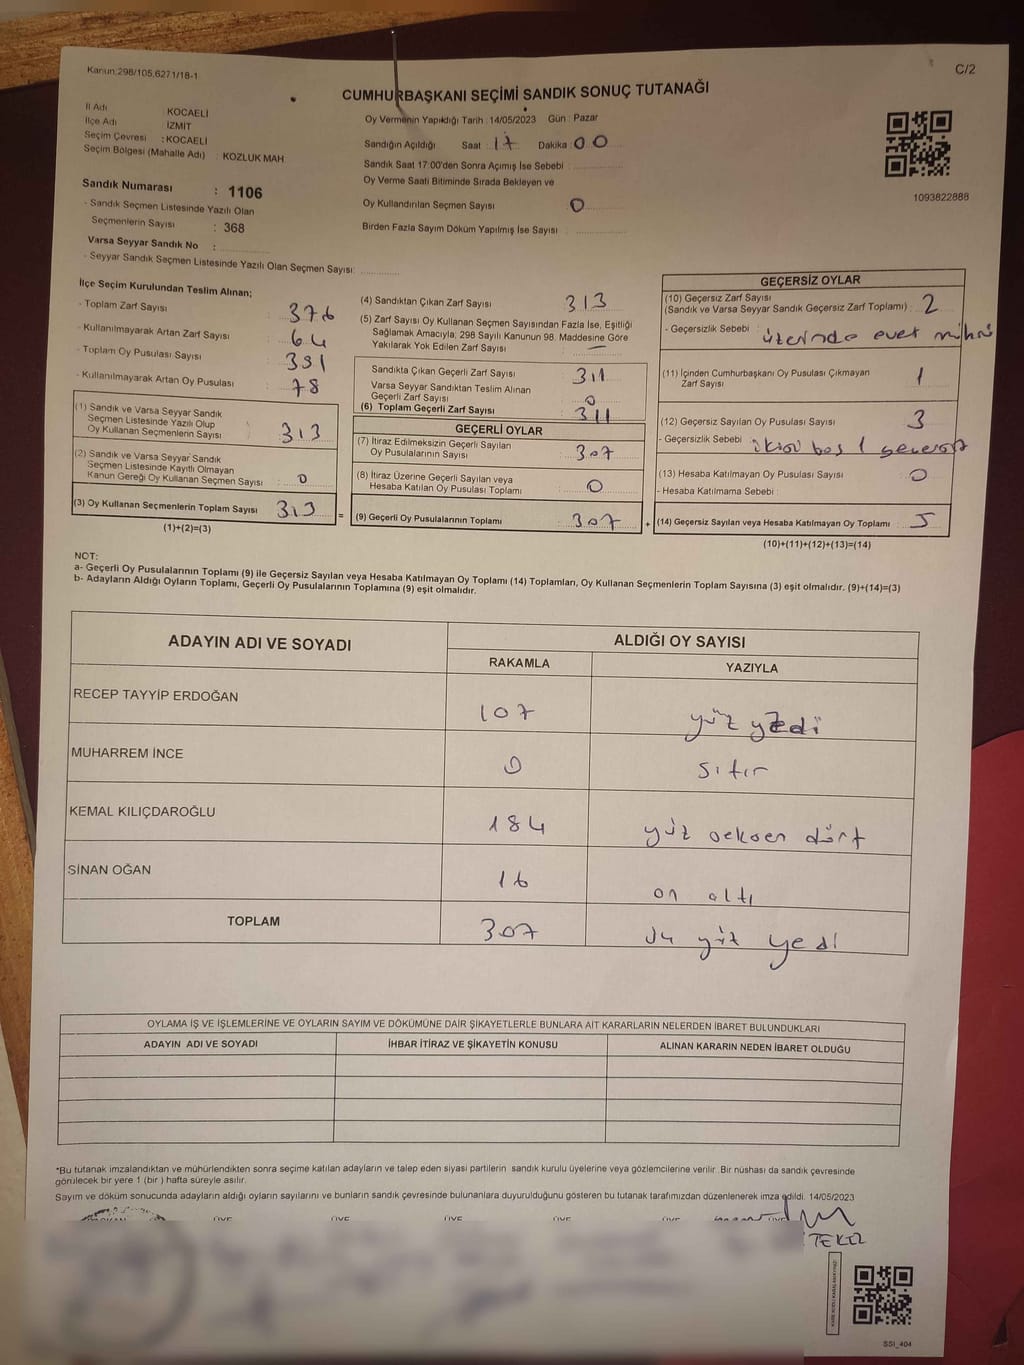 Kanun:298/105,6271/18-1
C/2
CUMHURBAŞKANI SEÇİMİ SANDIK SONUÇ TUTANAĞI
İl Adı KOCAELİ
İlçe Adı : İZMİT
Seçim Çevresi : KOCAELİ
Seçim Bölgesi (Mahalle Adı) : KOZLUK MAH
Sandık Numarası : 1106
- Sandık Seçmen Listesinde Yazılı Olan
Seçmenlerin Sayısı : 368
Varsa Seyyar Sandık No :
- Seyyar Sandık Seçmen Listesinde Yazılı Olan Seçmen Sayısı:
Oy Vermenin Yapıldığı Tarih : 14/05/2023 Gün : Pazar
Sandığın Açıldığı Saat : 17 Dakika : 00
Sandık Saat 17:00'den Sonra Açımış İse Sebebi :
Oy Verme Saati Bitiminde Sırada Bekleyen ve
Oy Kullandırılan Seçmen Sayısı : 0
Birden Fazla Sayım Döküm Yapılmış İse Sayısı :
1093822888
İlçe Seçim Kurulundan Teslim Alınan;
- Toplam Zarf Sayısı : 376
- Kullanılmayarak Artan Zarf Sayısı : 64
- Toplam Oy Pusulası Sayısı : 391
- Kullanılmayarak Artan Oy Pusulası : 78
(1) Sandık ve Varsa Seyyar Sandık
Seçmen Listesinde Yazılı Olup
Oy Kullanan Seçmenlerin Sayısı : 313
(2) Sandık ve Varsa Seyyar Sandık
Seçmen Listesinde Kayıtlı Olmayan
Kanun Gereği Oy Kullanan Seçmen Sayısı : 0
(3) Oy Kullanan Seçmenlerin Toplam Sayısı : 313
(1)+(2)=(3)
(4) Sandıktan Çıkan Zarf Sayısı : 313
(5) Zarf Sayısı Oy Kullanan Seçmen Sayısından Fazla İse, Eşitliği
Sağlamak Amacıyla; 298 Sayılı Kanunun 98. Maddesine Göre
Yakılarak Yok Edilen Zarf Sayısı : —
Sandıkta Çıkan Geçerli Zarf Sayısı : 311
Varsa Seyyar Sandıktan Teslim Alınan
Geçerli Zarf Sayısı : 0
(6) Toplam Geçerli Zarf Sayısı : 311
GEÇERLİ OYLAR
(7) İtiraz Edilmeksizin Geçerli Sayılan
Oy Pusulalarının Sayısı : 307
(8) İtiraz Üzerine Geçerli Sayılan veya
Hesaba Katılan Oy Pusulası Toplamı : 0
= (9) Geçerli Oy Pusulalarının Toplamı : 307
GEÇERSİZ OYLAR
(10) Geçersiz Zarf Sayısı
(Sandık ve Varsa Seyyar Sandık Geçersiz Zarf Toplamı) : 2
- Geçersizlik Sebebi : üzerinde evet mührü
(11) İçinden Cumhurbaşkanı Oy Pusulası Çıkmayan
Zarf Sayısı : 1
(12) Geçersiz Sayılan Oy Pusulası Sayısı : 3
- Geçersizlik Sebebi : ikisi boş 1 geçersiz
(13) Hesaba Katılmayan Oy Pusulası Sayısı : 0
- Hesaba Katılmama Sebebi :
+ (14) Geçersiz Sayılan veya Hesaba Katılmayan Oy Toplamı : 5
(10)+(11)+(12)+(13)=(14)
NOT:
a- Geçerli Oy Pusulalarının Toplamı (9) ile Geçersiz Sayılan veya Hesaba Katılmayan Oy Toplamı (14) Toplamları, Oy Kullanan Seçmenlerin Toplam Sayısına (3) eşit olmalıdır. (9)+(14)=(3)
b- Adayların Aldığı Oyların Toplamı, Geçerli Oy Pusulalarının Toplamına (9) eşit olmalıdır.
ADAYIN ADI VE SOYADI
ALDIĞI OY SAYISI
RAKAMLA YAZIYLA
RECEP TAYYİP ERDOĞAN 107 yüz yedi
MUHARREM İNCE 0 sıfır
KEMAL KILIÇDAROĞLU 184 yüz seksen dört
SİNAN OĞAN 16 on altı
TOPLAM 307 üç yüz yedi
OYLAMA İŞ VE İŞLEMLERİNE VE OYLARIN SAYIM VE DÖKÜMÜNE DAİR ŞİKAYETLERLE BUNLARA AİT KARARLARIN NELERDEN İBARET BULUNDUKLARI
ADAYIN ADI VE SOYADI İHBAR İTİRAZ VE ŞİKAYETİN KONUSU ALINAN KARARIN NEDEN İBARET OLDUĞU
*Bu tutanak imzalandıktan ve mühürlendikten sonra seçime katılan adayların ve talep eden siyasi partilerin sandık kurulu üyelerine veya gözlemcilerine verilir. Bir nüshası da sandık çevresinde
görülecek bir yere 1 (bir ) hafta süreyle asılır.
Sayım ve döküm sonucunda adayların aldığı oyların sayılarını ve bunların sandık çevresinde bulunanlara duyurulduğunu gösteren bu tutanak tarafımızdan düzenlenerek imza edildi. 14/05/2023
ÜYE ÜYE ÜYE ÜYE ÜYE ÜYE
SSI_404